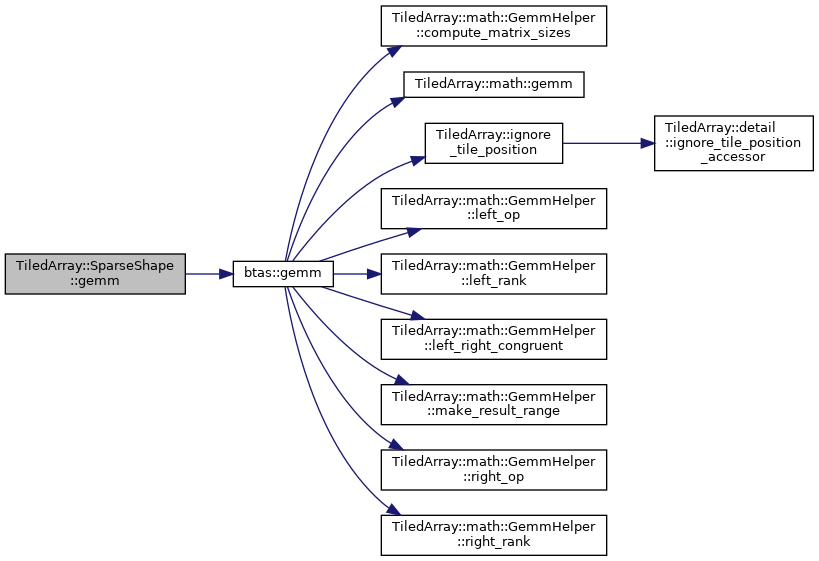 TiledArray::SparseShape
::gemm
btas::gemm
TiledArray::math::GemmHelper
::compute_matrix_sizes
TiledArray::math::gemm
TiledArray::ignore
_tile_position
TiledArray::detail
::ignore_tile_position
_accessor
TiledArray::math::GemmHelper
::left_op
TiledArray::math::GemmHelper
::left_rank
TiledArray::math::GemmHelper
::left_right_congruent
TiledArray::math::GemmHelper
::make_result_range
TiledArray::math::GemmHelper
::right_op
TiledArray::math::GemmHelper
::right_rank